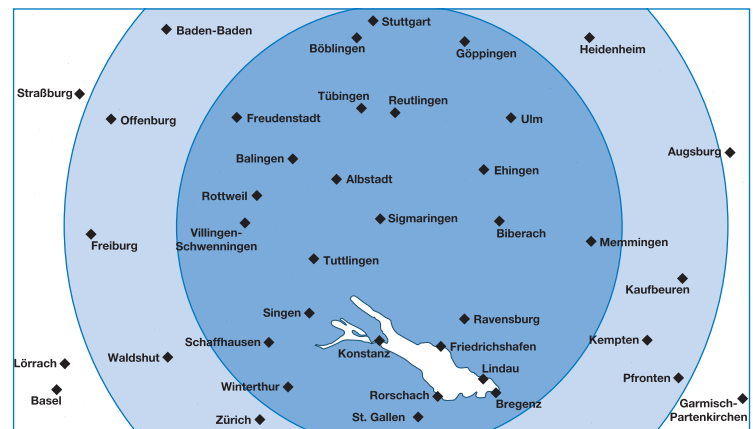 Baden-Baden
Stuttgart
Böblingen
Göppingen
Heidenheim
Straßburg
Offenburg
Tübingen
Reutlingen
Freudenstadt
Ulm
Augsburg
Balingen
Albstadt
Ehingen
Rottweil
Sigmaringen
Villingen-
Schwenningen
Biberach
Freiburg
Memmingen
Tuttlingen
Kaufbeuren
Singen
Ravensburg
Schaffhausen
Konstanz
Friedrichshafen
Kempten
Waldshut
Lörrach
Lindau
Pfronten
Winterthur
Basel
Rorschach
Bregenz
Garmisch-
Partenkirchen
Zürich
St. Gallen